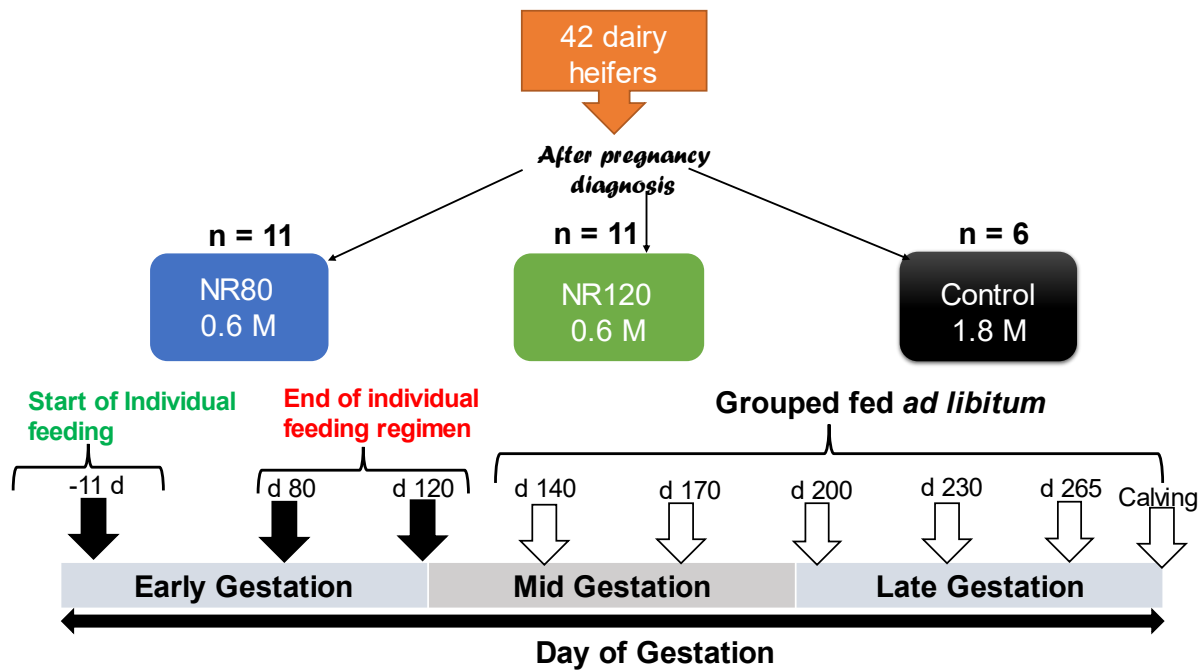 42 dairy
heifers
After pregnancy
diagnosis
n = 11
n = 11
n = 6
NR80
0.6 M
NR120
0.6 M
Control
1.8 M
Start of Individual
feeding
End of individual
feeding regimen
Grouped fed ad libitum
-11 d
d 80
d 120
d 140
d 170
d 200
d 230
d 265
Calving
Early Gestation
Mid Gestation
Late Gestation
Day of Gestation